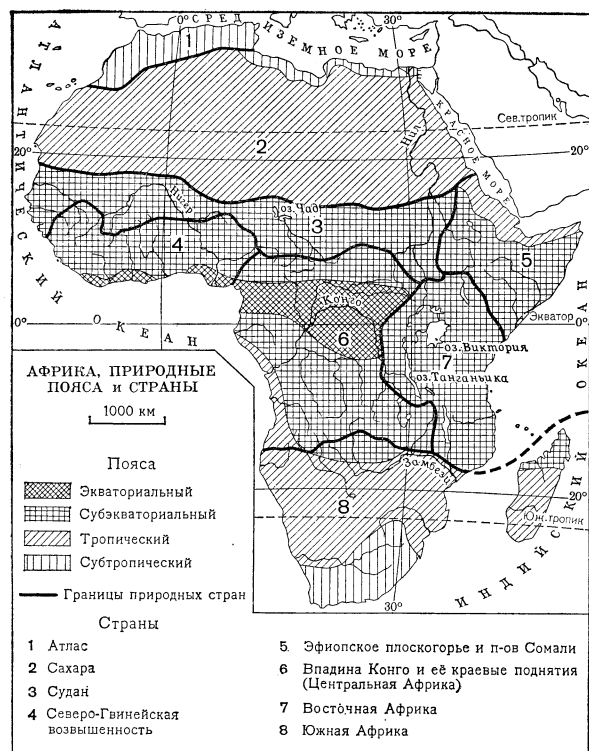 0°
СРЕДИЗЕМНОЕ МОРЕ
30°
АТЛАНТИЧЕСКИЙ ОКЕАН
1
Нил
КРАСНОЕ МОРЕ
Сев.тропик
2
20°
20°
Нигер
оз.Чад
3
4
5
Конго
Экватор
0°
0°
6
оз.Виктория
7
оз.Танганьика
Замбези
20°
8
Юж.тропик
30°
ИНДИЙСКИЙ ОКЕАН
АФРИКА, ПРИРОДНЫЕ
ПОЯСА и СТРАНЫ
1000 км
Пояса
Экваториальный
Субэкваториальный
Тропический
Субтропический
Границы природных стран
Страны
1 Атлас
2 Сахара
3 Судан
4 Северо-Гвинейская
возвышенность
5. Эфиопское плоскогорье и п-ов Сомали
6 Впадина Конго и её краевые поднятия
(Центральная Африка)
7 Восточная Африка
8 Южная Африка